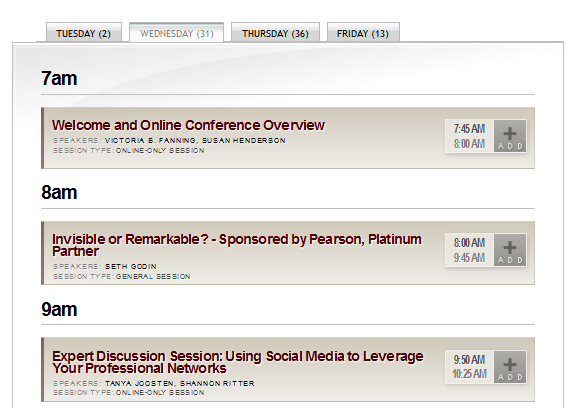 TUESDAY (2) WEDNESDAY (31) THURSDAY (36) FRIDAY (13)
7am
Welcome and Online Conference Overview
SPEAKERS: VICTORIA B. FANNING, SUSAN HENDERSON
SESSION TYPE: ONLINE-ONLY SESSION
7:45 AM
8:00 AM
+
ADD
8am
Invisible or Remarkable? - Sponsored by Pearson, Platinum
Partner
SPEAKERS: SETH GODIN
SESSION TYPE: GENERAL SESSION
8:00 AM
9:45 AM
+
ADD
9am
Expert Discussion Session: Using Social Media to Leverage
Your Professional Networks
SPEAKERS: TANYA JOOSTEN, SHANNON RITTER
SESSION TYPE: ONLINE-ONLY SESSION
9:50 AM
10:25 AM
+
ADD